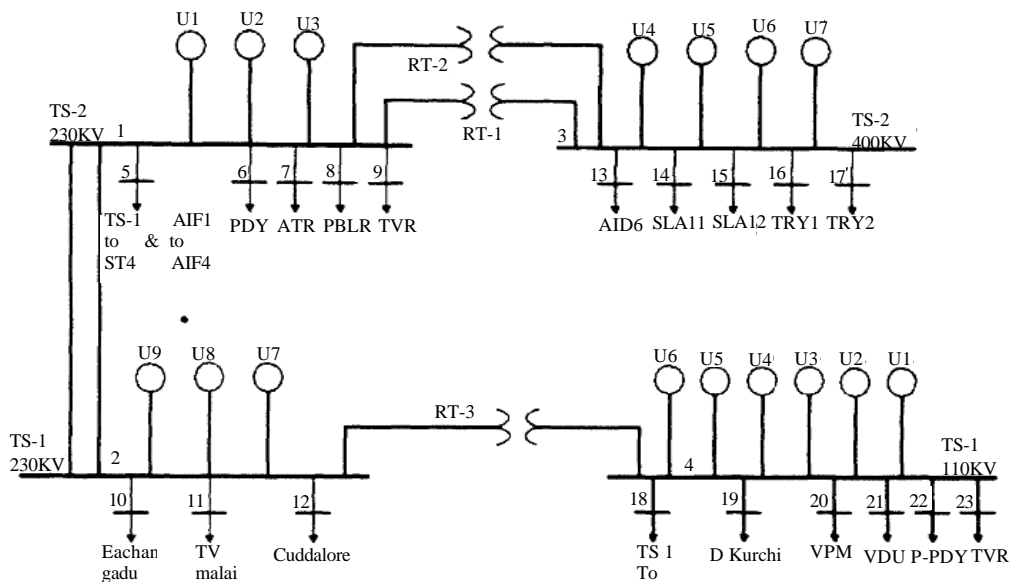 U1 U2 U3
U4 U5 U6 U7
RT-2
TS-2
230KV
1
RT-1
3
TS-2
400KV
5 6 7 8 9
13 14 15 16 17'
TS-1 AIF1
to & to
ST4 AIF4
PDY ATR PBLR TVR
AID6 SLA11 SLA12 TRY1 TRY2
U9 U8 U7
U6 U5 U4 U3 U2 U1
RT-3
TS-1
230KV
2
4
TS-1
110KV
10 11 12
18 19 20 21 22 23
Eachan
gadu
TV
malai
Cuddalore
TS 1
To
D Kurchi
VPM
VDU
P-PDY
TVR